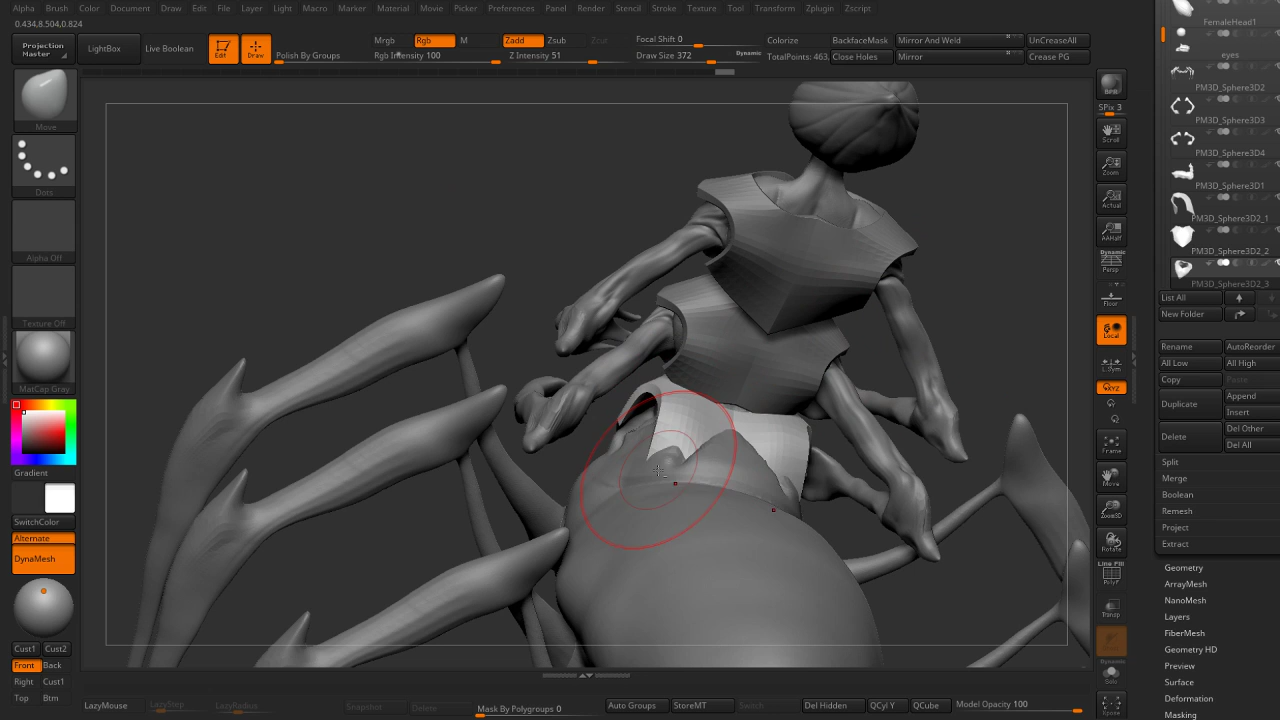 Alpha Brush Color Document Draw Edit File Layer Light Macro Marker Material Movie Picker Preferences Panel Render Stencil Stroke Texture Tool Transform Zplugin Zscript
0.434,8.504,0.824
Projection Master
LightBox
Live Boolean
Edit
Draw
Polish By Groups
Mrgb
Rgb
M
Rgb Intensity 100
Zadd
Zsub
Zcut
Z Intensity 51
Focal Shift 0
Draw Size 372
Dynamic
Colorize
TotalPoints: 463,
BackfaceMask
Close Holes
Mirror And Weld
Mirror
UnCreaseAll
Crease PG
Move
Dots
Alpha Off
Texture Off
MatCap Gray
Gradient
SwitchColor
Alternate
DynaMesh
Cust1 Cust2
Front Back
Right Cust1
Top Btm
BPR
SPix 3
Scroll
Zoom
Actual
AAHalf
Dynamic
Persp
Floor
Local
L.Sym
XYZ
Frame
Move
Zoom3D
Rotate
Line Fill
PolyF
Transp
Dynamic
Solo
Xpose
FemaleHead1
eyes
PM3D_Sphere3D2
PM3D_Sphere3D3
PM3D_Sphere3D4
PM3D_Sphere3D1
PM3D_Sphere3D2_1
PM3D_Sphere3D2_2
PM3D_Sphere3D2_3
List All
New Folder
Rename AutoReorder
All Low All High
Copy Paste
Duplicate
Append
Insert
Delete
Del Other
Del All
Split
Merge
Boolean
Remesh
Project
Extract
Geometry
ArrayMesh
NanoMesh
Layers
FiberMesh
Geometry HD
Preview
Surface
Deformation
Masking
LazyMouse
LazyStep
LazyRadius
Snapshot
Delete
Mask By Polygroups 0
Auto Groups
StoreMT
Switch
Del Hidden
QCyl Y
QCube
Model Opacity 100